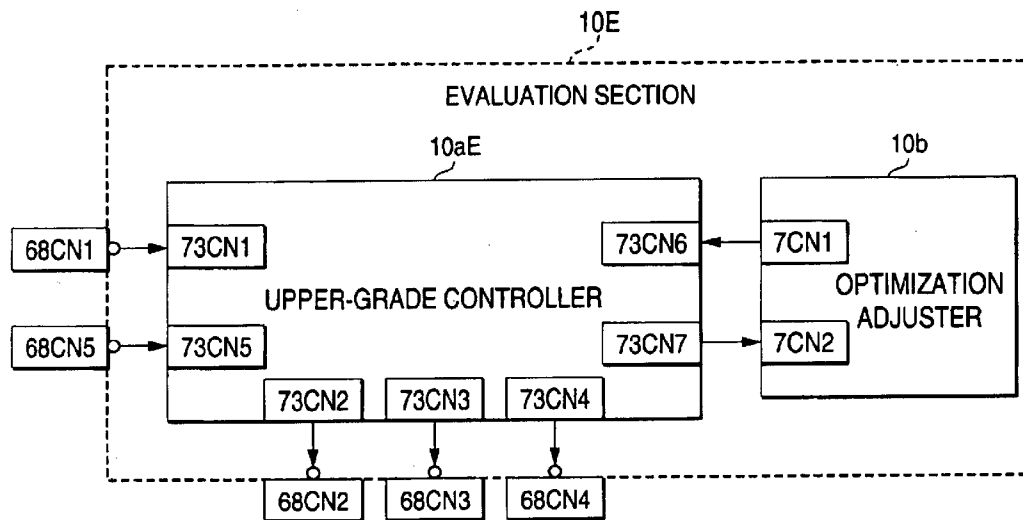 10E
EVALUATION SECTION
10aE
10b
68CN1
73CN1
73CN6
7CN1
UPPER-GRADE CONTROLLER
OPTIMIZATION
ADJUSTER
68CN5
73CN5
73CN7
7CN2
73CN2
73CN3
73CN4
68CN2
68CN3
68CN4